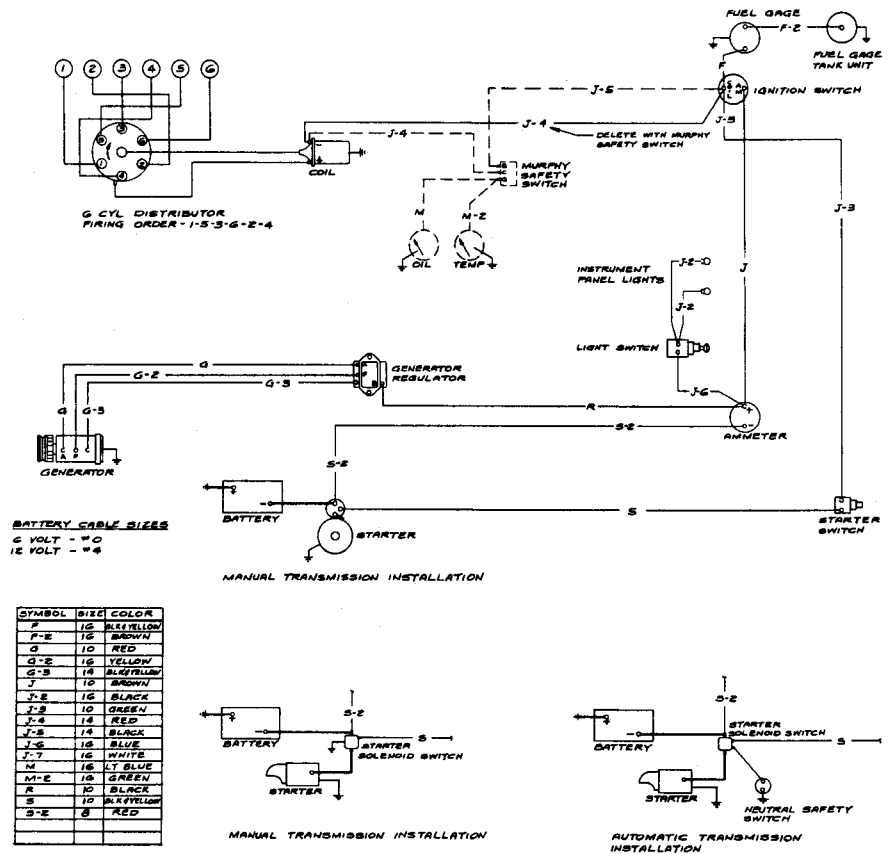 FUEL GAGE
F-2
FUEL GAGE
TANK UNIT
F
IGNITION SWITCH
1 2 3 4 5 6
J-5
J-4
DELETE WITH MURPHY
SAFETY SWITCH
J-3
J-4
COIL
MURPHY
SAFETY
SWITCH
6 CYL DISTRIBUTOR
FIRING ORDER - 1-5-3-6-2-4
M
M-2
OIL
TEMP
J-3
J
INSTRUMENT
PANEL LIGHTS
J-2
J-2
LIGHT SWITCH
J-6
G
G-2
G-3
GENERATOR
REGULATOR
R
S-2
AMMETER
G
G-3
GENERATOR
S-2
BATTERY
STARTER
S
STARTER
SWITCH
BATTERY CABLE SIZES
6 VOLT - #0
12 VOLT - #4
MANUAL TRANSMISSION INSTALLATION
SYMBOL SIZE COLOR
F 16 BLK & YELLOW
F-2 16 BROWN
G 10 RED
G-2 16 YELLOW
G-3 14 BLK & YELLOW
J 10 BROWN
J-2 16 BLACK
J-3 10 GREEN
J-4 14 RED
J-5 14 BLACK
J-6 16 BLUE
J-7 16 WHITE
M 16 LT BLUE
M-2 16 GREEN
R 10 BLACK
S 10 BLK & YELLOW
S-2 8 RED
S-2
BATTERY
S
STARTER
SOLENOID SWITCH
STARTER
MANUAL TRANSMISSION INSTALLATION
S-2
BATTERY
STARTER
SOLENOID SWITCH
S
STARTER
NEUTRAL SAFETY
SWITCH
AUTOMATIC TRANSMISSION
INSTALLATION